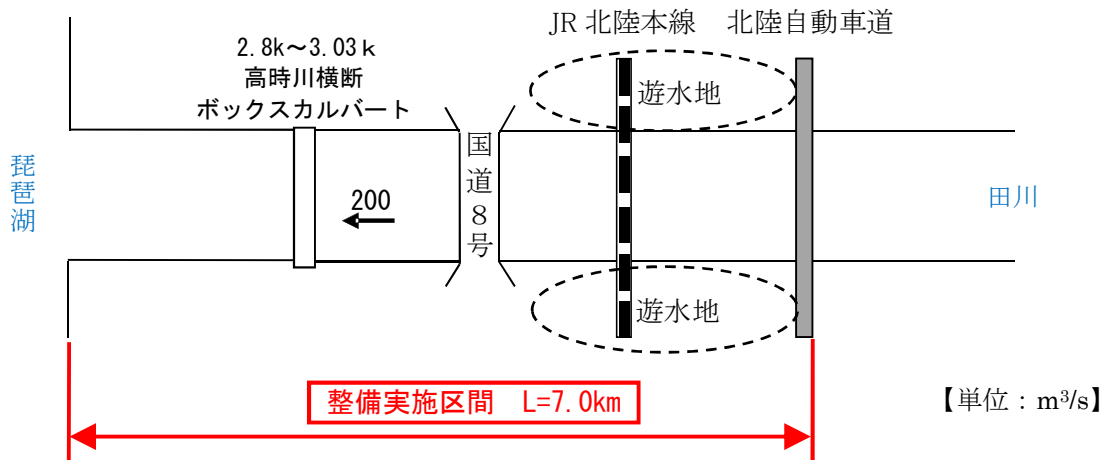 JR 北陸本線 北陸自動車道
2.8k～3.03ｋ
高時川横断
ボックスカルバート
遊水地
琵琶湖
200
国道８号
田川
遊水地
整備実施区間 L=7.0km
【単位：m³/s】